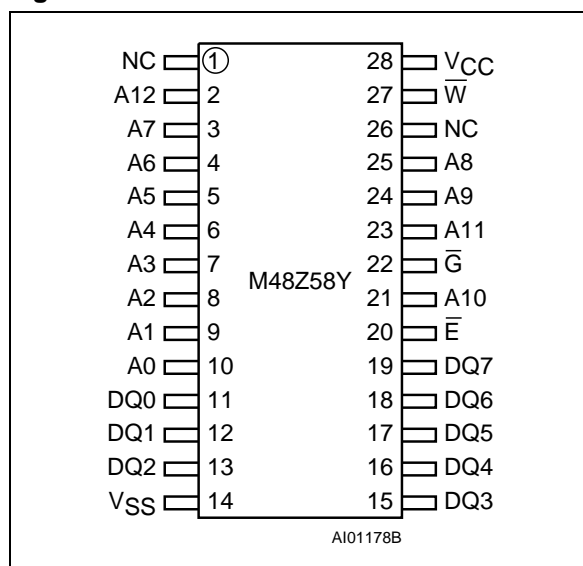 NC 1 28 VCC
A12 2 27 W̅
A7 3 26 NC
A6 4 25 A8
A5 5 24 A9
A4 6 23 A11
A3 7 22 G̅
M48Z58Y
A2 8 21 A10
A1 9 20 E̅
A0 10 19 DQ7
DQ0 11 18 DQ6
DQ1 12 17 DQ5
DQ2 13 16 DQ4
VSS 14 15 DQ3
AI01178B